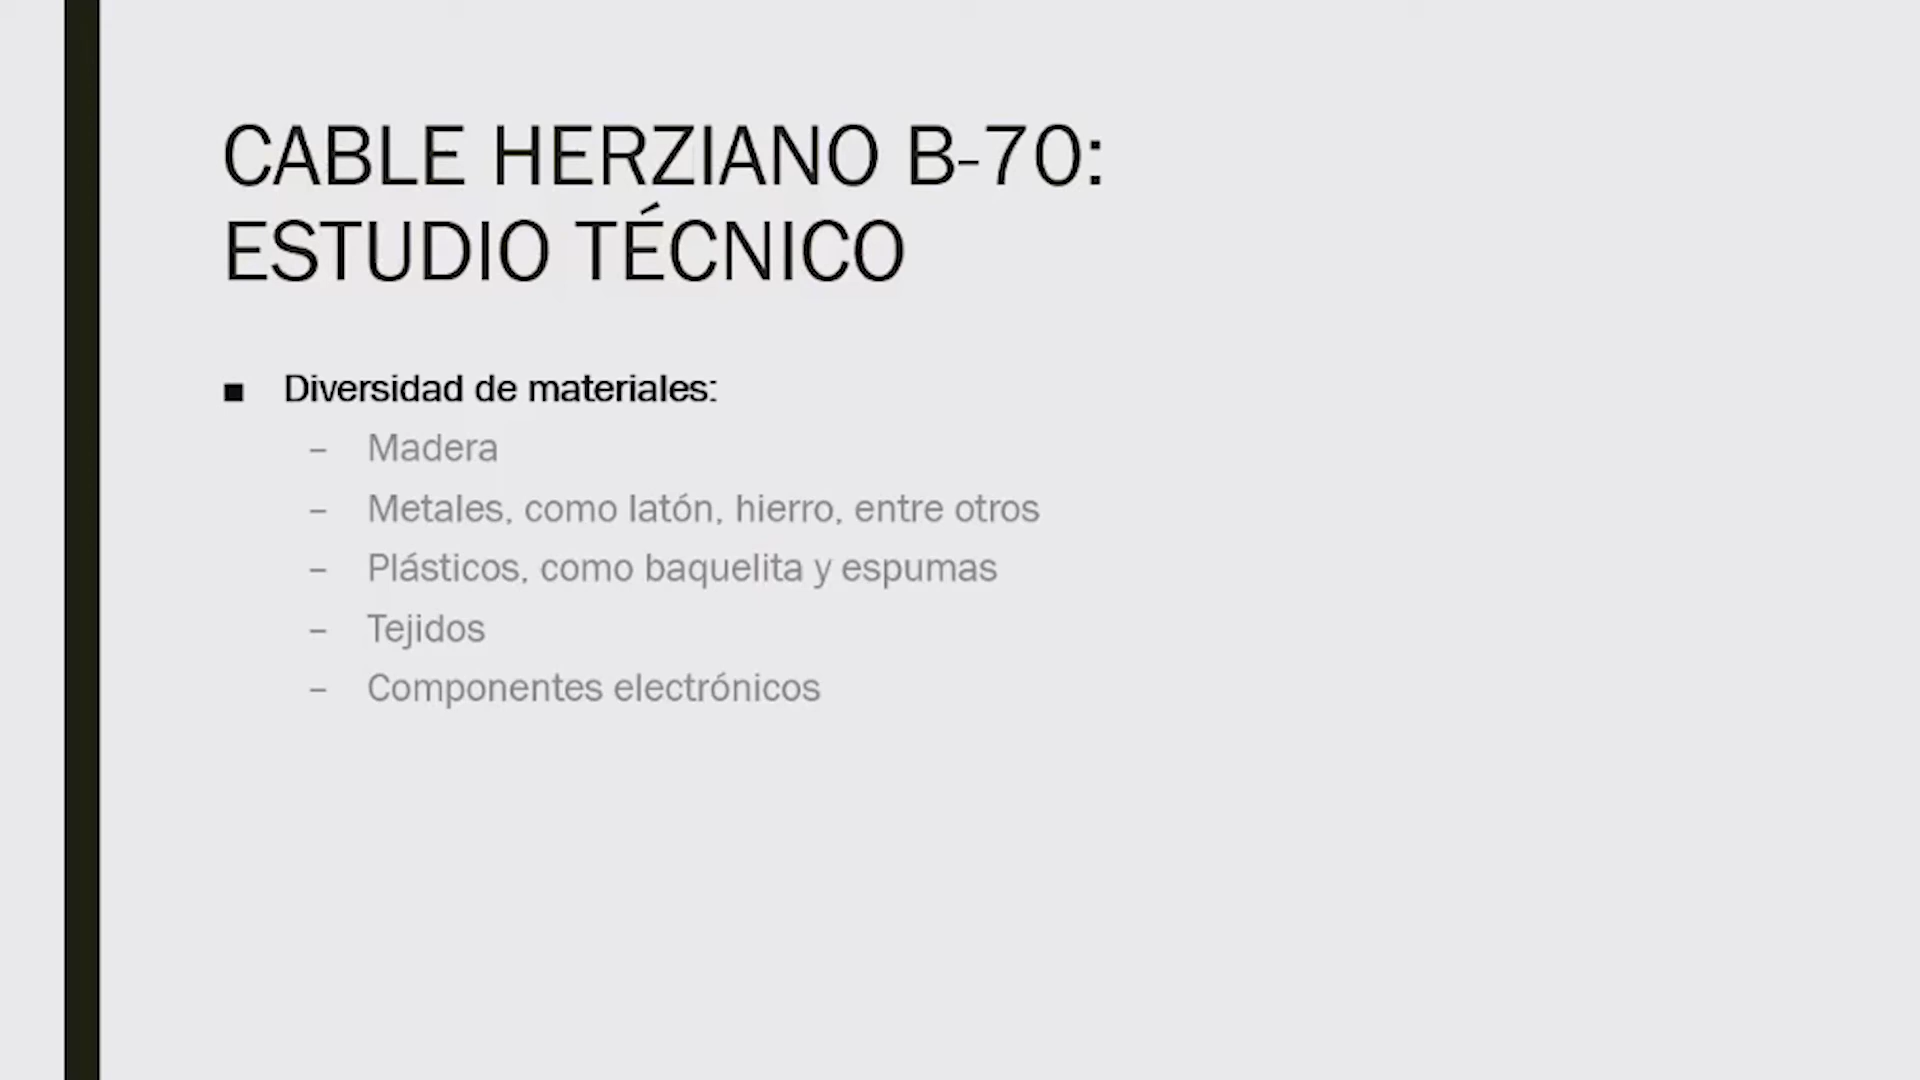 CABLE HERZIANO B-70:
ESTUDIO TÉCNICO
■ Diversidad de materiales:
– Madera
– Metales, como latón, hierro, entre otros
– Plásticos, como baquelita y espumas
– Tejidos
– Componentes electrónicos